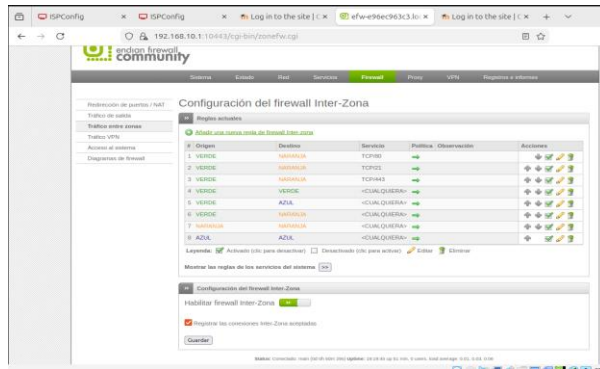 ISPConfig × ISPConfig × Log in to the site | C × efw-e96ec963c3.lo × Log in to the site | C × +
192.168.10.1:10443/cgi-bin/zonefw.cgi
endian firewall
community
Sistema Estado Red Servicios Firewall Proxy VPN Registros e informes
Redirección de puertos / NAT
Tráfico de salida
Tráfico entre zonas
Tráfico VPN
Acceso al sistema
Diagramas de firewall
Configuración del firewall Inter-Zona
Reglas actuales
Añade una nueva regla de firewall Inter zona
# Origen Destino Servicio Política Observación Acciones
1 VERDE NARANJA TCP/80
2 VERDE NARANJA TCP/21
3 VERDE NARANJA TCP/443
4 VERDE VERDE <CUALQUIERA>
5 VERDE AZUL <CUALQUIERA>
6 VERDE NARANJA <CUALQUIERA>
7 NARANJA NARANJA <CUALQUIERA>
8 AZUL AZUL <CUALQUIERA>
Leyenda: Activado (clic para desactivar) Desactivado (clic para activar) Editar Eliminar
Mostrar las reglas de los servicios del sistema >>
Configuración del firewall Inter-Zona
Habilitar firewall Inter-Zona
Registrar las conexiones Inter-Zona aceptadas
Guardar
Status: Conectado: main